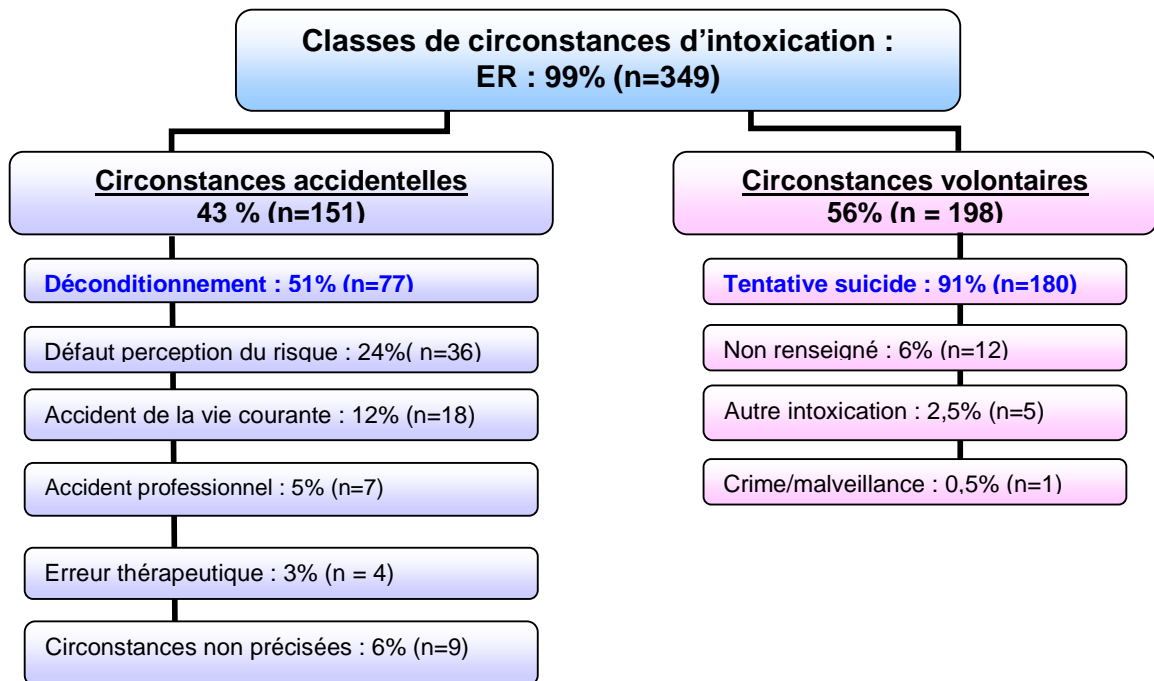 Classes de circonstances d'intoxication :
ER : 99% (n=349)
Circonstances accidentelles
43 % (n=151)
Déconditionnement : 51% (n=77)
Défaut perception du risque : 24%( n=36)
Accident de la vie courante : 12% (n=18)
Accident professionnel : 5% (n=7)
Erreur thérapeutique : 3% (n = 4)
Circonstances non précisées : 6% (n=9)
Circonstances volontaires
56% (n = 198)
Tentative suicide : 91% (n=180)
Non renseigné : 6% (n=12)
Autre intoxication : 2,5% (n=5)
Crime/malveillance : 0,5% (n=1)